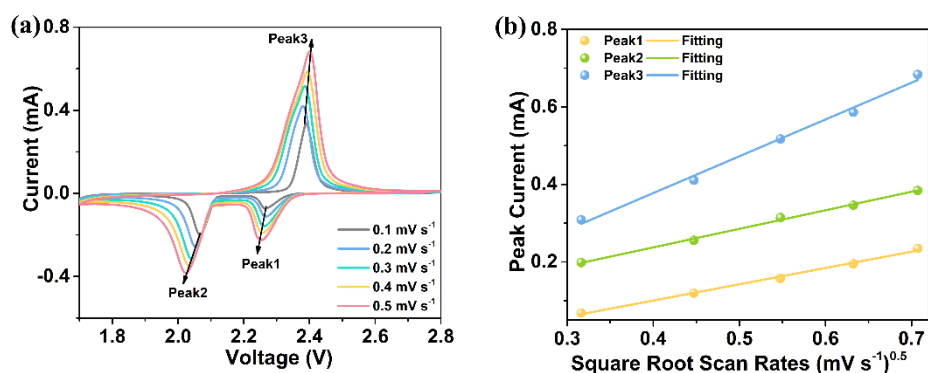 (a)
Current (mA)
0.8
0.4
0.0
-0.4
Peak3
Peak2
Peak1
0.1 mV s⁻¹
0.2 mV s⁻¹
0.3 mV s⁻¹
0.4 mV s⁻¹
0.5 mV s⁻¹
1.8 2.0 2.2 2.4 2.6 2.8
Voltage (V)
(b)
Peak Current (mA)
0.8
0.6
0.4
0.2
0.0
Peak1 Fitting
Peak2 Fitting
Peak3 Fitting
0.3 0.4 0.5 0.6 0.7
Square Root Scan Rates (mV s⁻¹)⁰·⁵